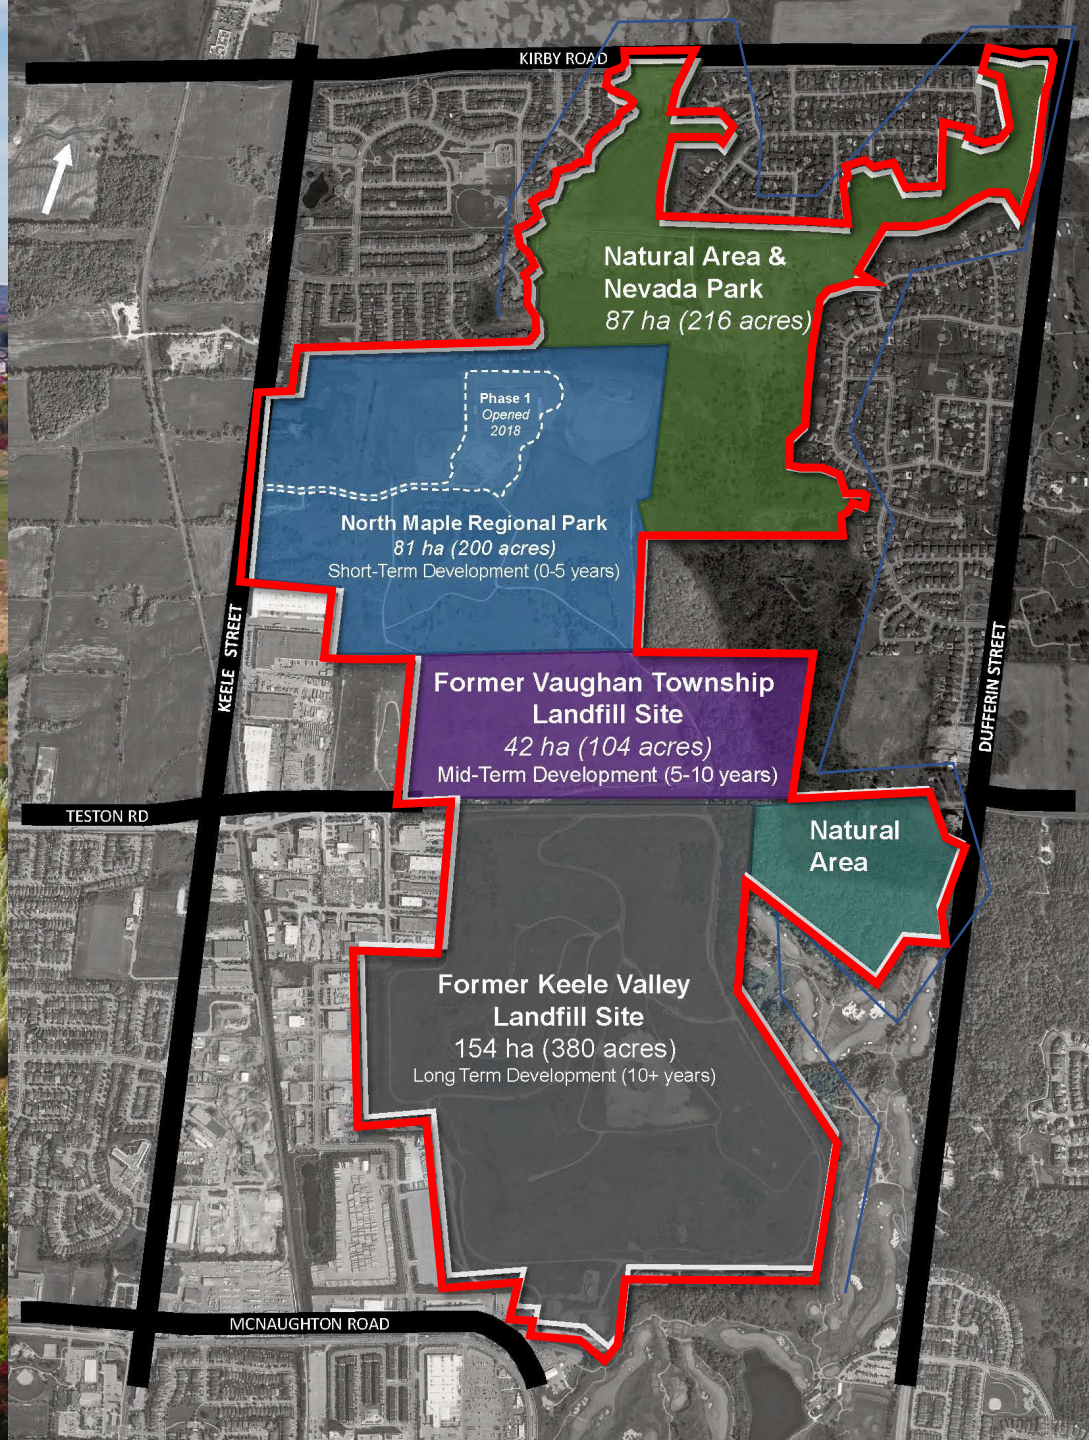 KIRBY ROAD
Natural Area &
Nevada Park
87 ha (216 acres)
Phase 1
Opened
2018
North Maple Regional Park
81 ha (200 acres)
Short-Term Development (0-5 years)
KEELE STREET
DUFFERIN STREET
Former Vaughan Township
Landfill Site
42 ha (104 acres)
Mid-Term Development (5-10 years)
TESTON RD
Natural
Area
Former Keele Valley
Landfill Site
154 ha (380 acres)
Long Term Development (10+ years)
MCNAUGHTON ROAD